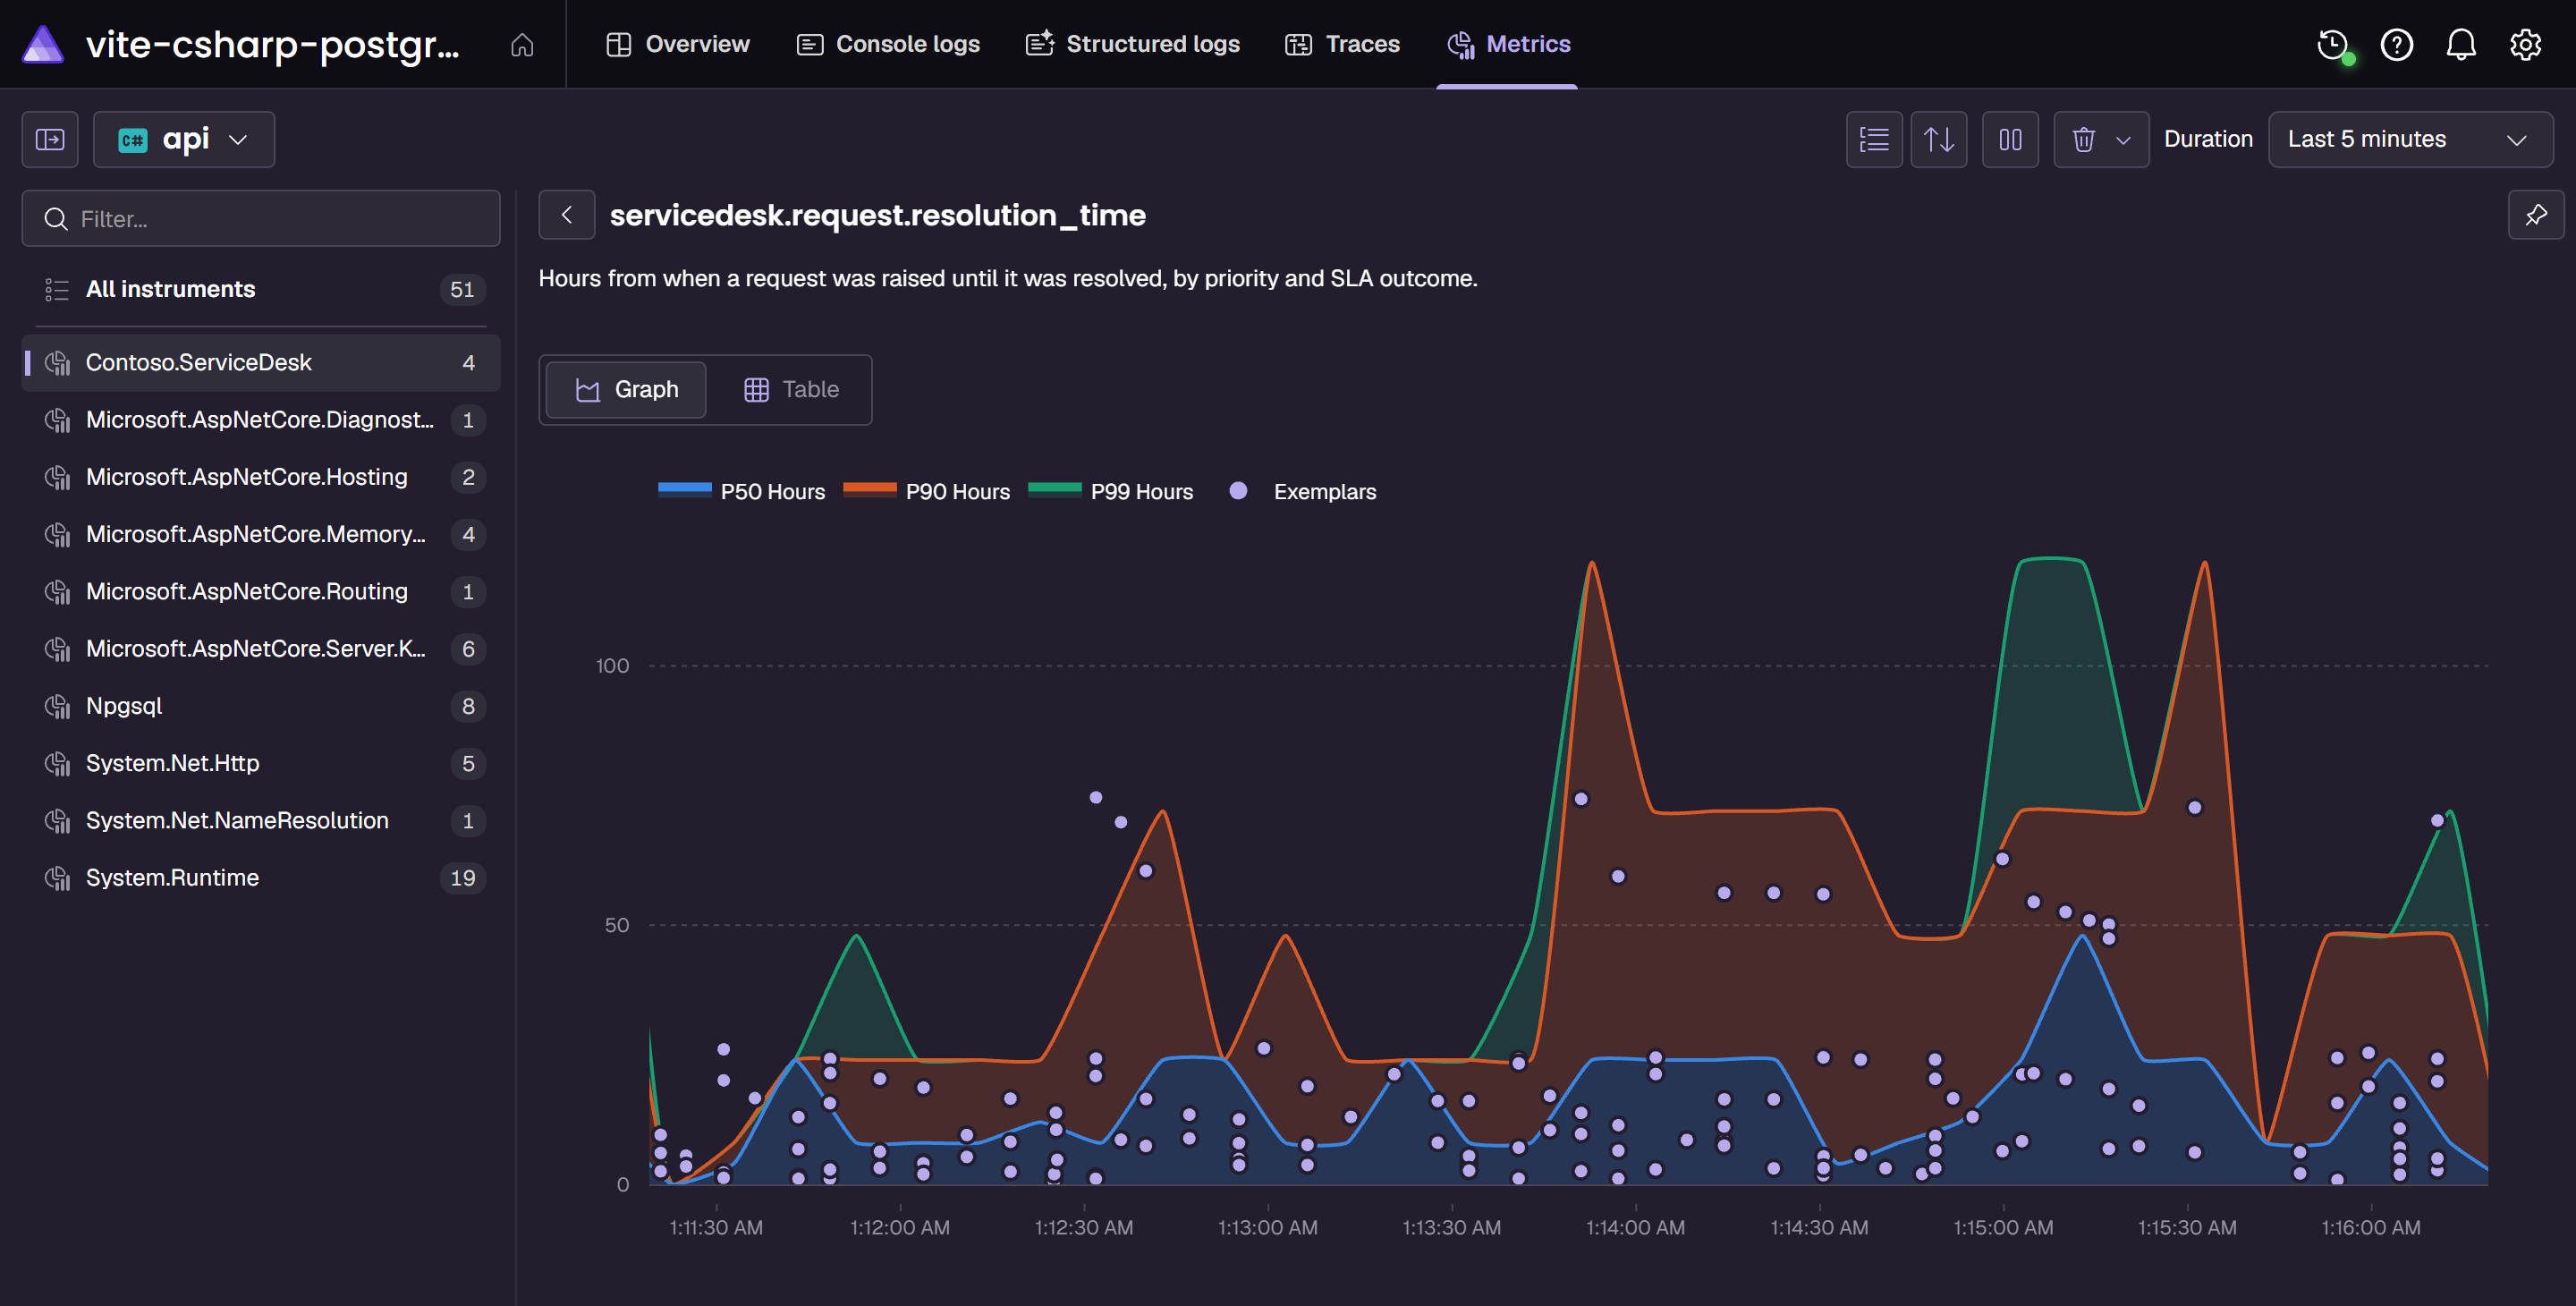 vite-csharp-postgr...
Overview
Console logs
Structured logs
Traces
Metrics
C# api
Duration
Last 5 minutes
Filter...
All instruments 51
Contoso.ServiceDesk 4
Microsoft.AspNetCore.Diagnost... 1
Microsoft.AspNetCore.Hosting 2
Microsoft.AspNetCore.Memory... 4
Microsoft.AspNetCore.Routing 1
Microsoft.AspNetCore.Server.K... 6
Npgsql 8
System.Net.Http 5
System.Net.NameResolution 1
System.Runtime 19
servicedesk.request.resolution_time
Hours from when a request was raised until it was resolved, by priority and SLA outcome.
Graph
Table
P50 Hours
P90 Hours
P99 Hours
Exemplars
100
50
0
1:11:30 AM
1:12:00 AM
1:12:30 AM
1:13:00 AM
1:13:30 AM
1:14:00 AM
1:14:30 AM
1:15:00 AM
1:15:30 AM
1:16:00 AM